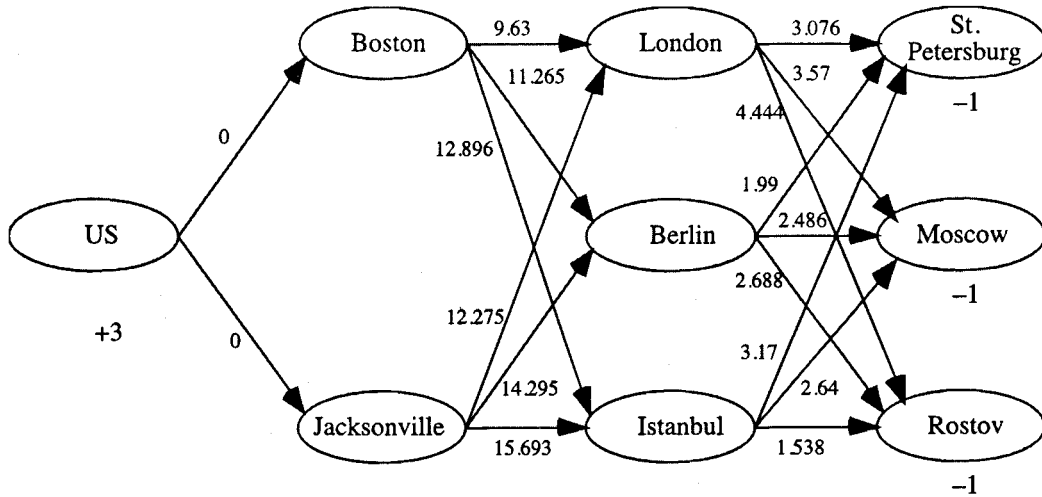 Boston
9.63
London
3.076
St.
Petersburg
11.265
3.57
4.444
−1
0
12.896
1.99
US
Berlin
2.486
Moscow
2.688
−1
+3
0
12.275
3.17
14.295
2.64
Jacksonville
15.693
Istanbul
1.538
Rostov
−1